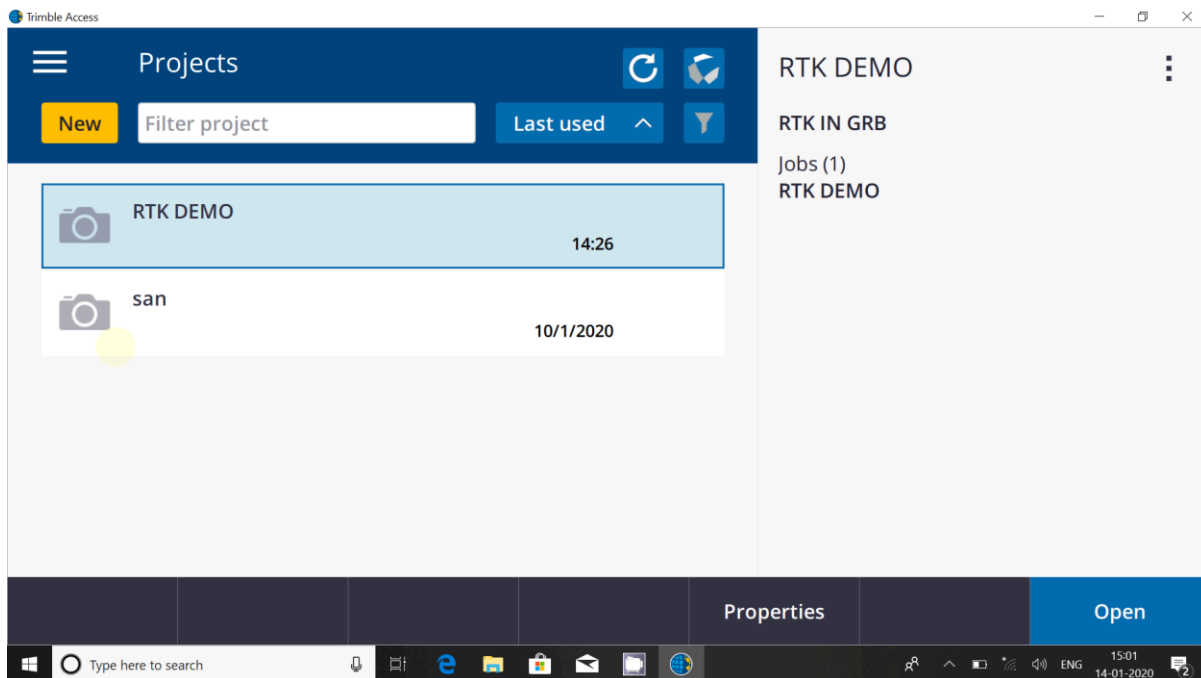 Trimble Access
Projects
New
Filter project
Last used
RTK DEMO
14:26
san
10/1/2020
RTK DEMO
RTK IN GRB
Jobs (1)
RTK DEMO
Properties
Open
Type here to search
ENG
15:01
14-01-2020
2